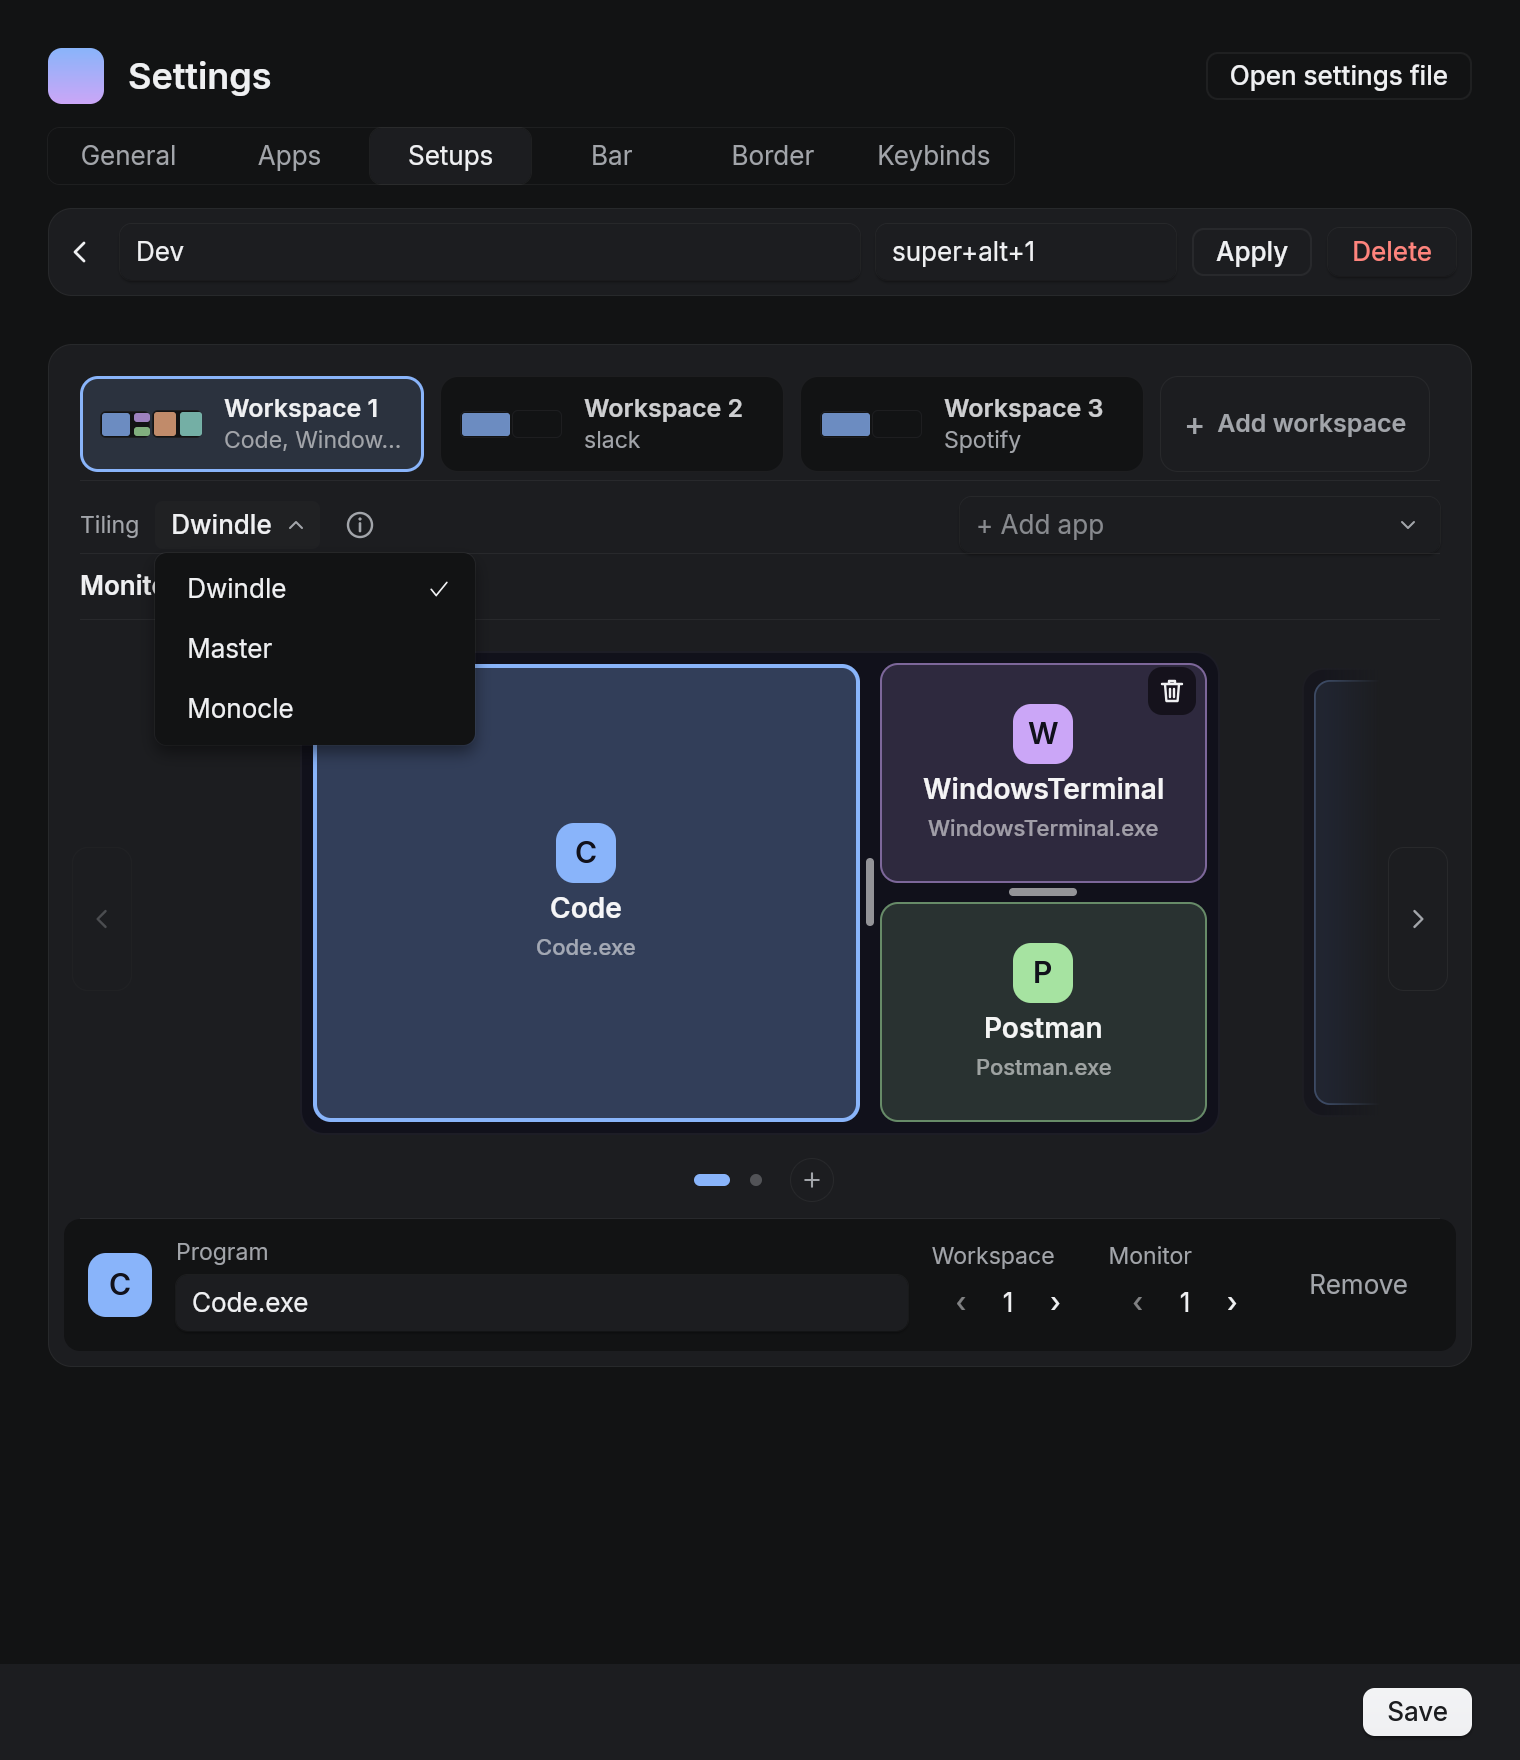 Settings
Open settings file
General
Apps
Setups
Bar
Border
Keybinds
Dev
super+alt+1
Apply
Delete
Workspace 1
Code, Window...
Workspace 2
slack
Workspace 3
Spotify
+ Add workspace
Tiling
Dwindle
+ Add app
Dwindle
Master
Monocle
W
WindowsTerminal
WindowsTerminal.exe
C
Code
Code.exe
P
Postman
Postman.exe
C
Program
Code.exe
Workspace
‹ 1 ›
Monitor
‹ 1 ›
Remove
Save